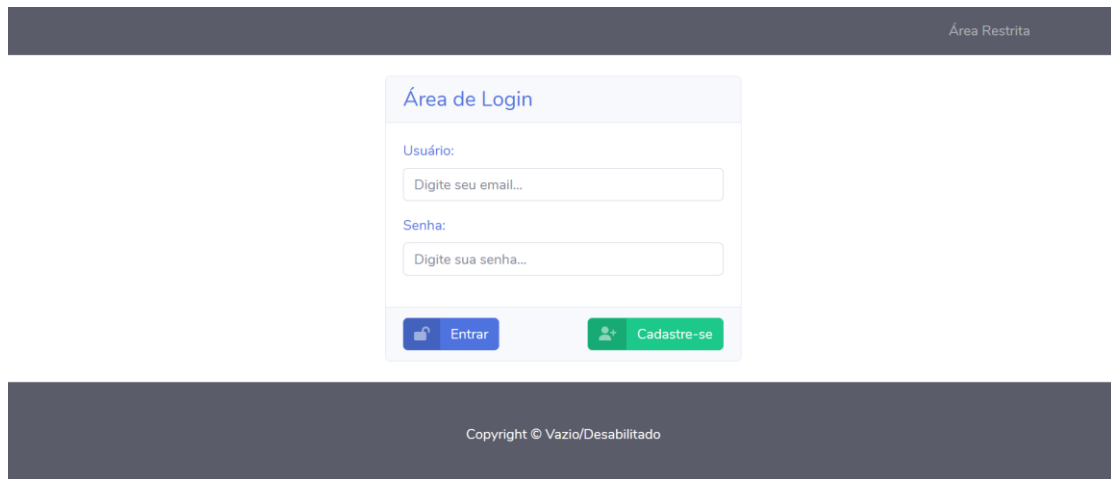 Área Restrita
Área de Login
Usuário:
Digite seu email...
Senha:
Digite sua senha...
Entrar
Cadastre-se
Copyright © Vazio/Desabilitado